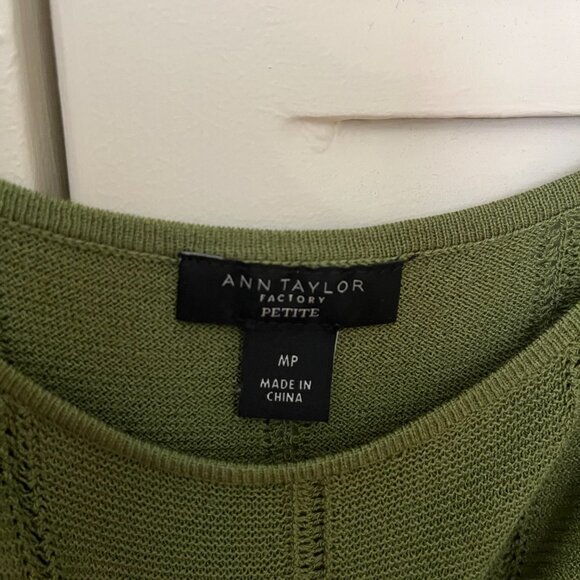 ANN TAYLOR
FACTORY
PETITE
MP
MADE IN
CHINA